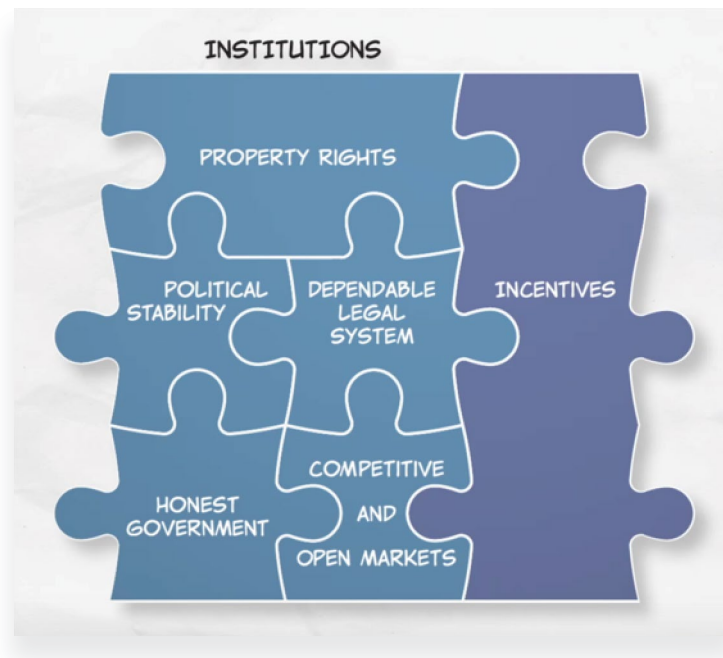 INSTITUTIONS
PROPERTY RIGHTS
POLITICAL
STABILITY
DEPENDABLE
LEGAL
SYSTEM
INCENTIVES
HONEST
GOVERNMENT
COMPETITIVE
AND
OPEN MARKETS